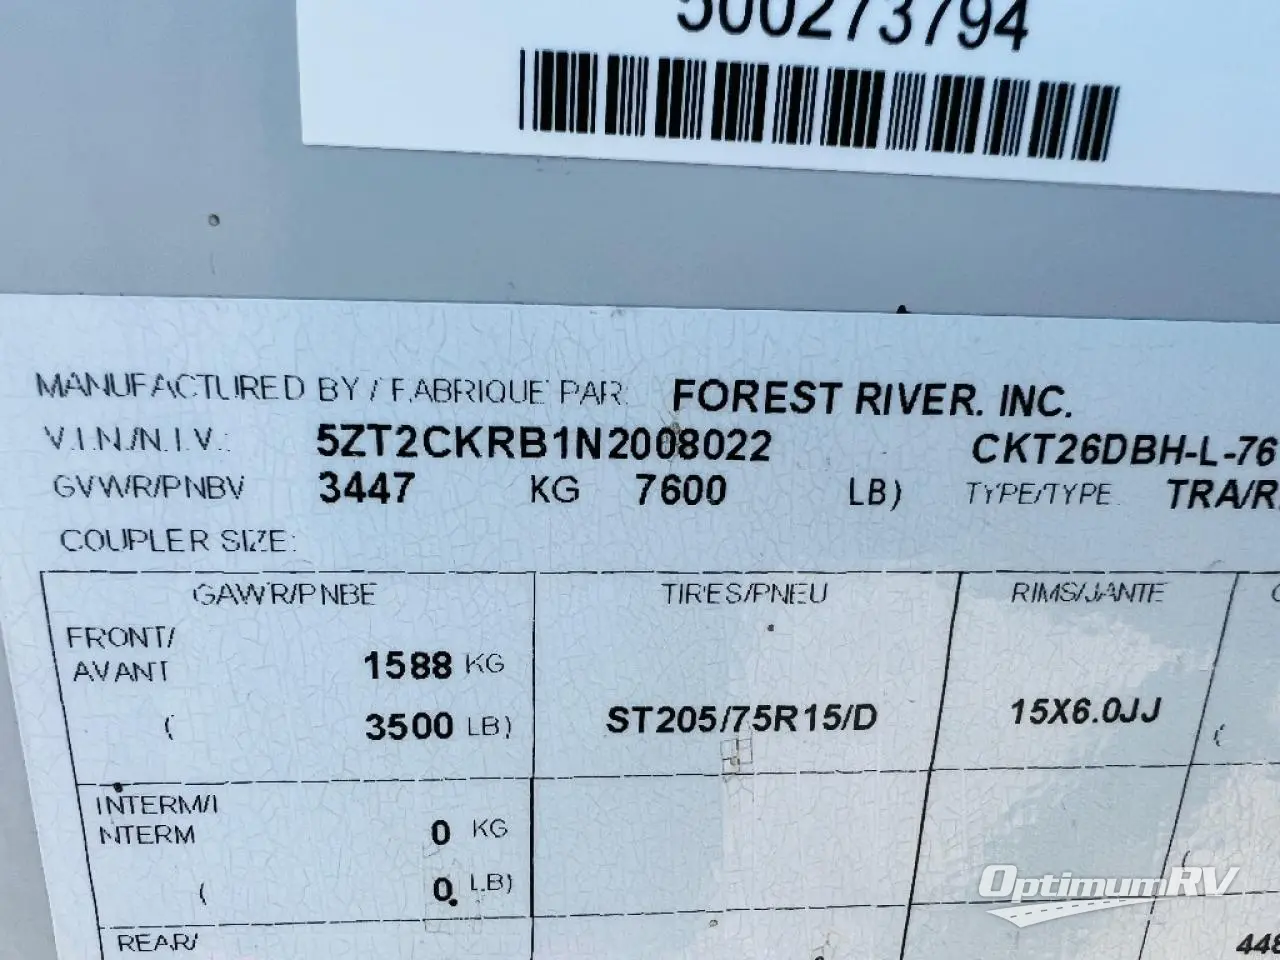 500273794
MANUFACTURED BY / FABRIQUE PAR: FOREST RIVER. INC.
V.I.N./N.I.V.: 5ZT2CKRB1N2008022 CKT26DBH-L-76
GVWR/PNBV 3447 KG 7600 LB) TYPE/TYPE TRA/R
COUPLER SIZE:
GAWR/PNBE TIRES/PNEU RIMS/JANTE
FRONT/
AVANT 1588 KG
( 3500 LB) ST205/75R15/D 15X6.0JJ (
INTERM/I
NTERM 0 KG
( 0 LB)
REAR/
448
OptimumRV